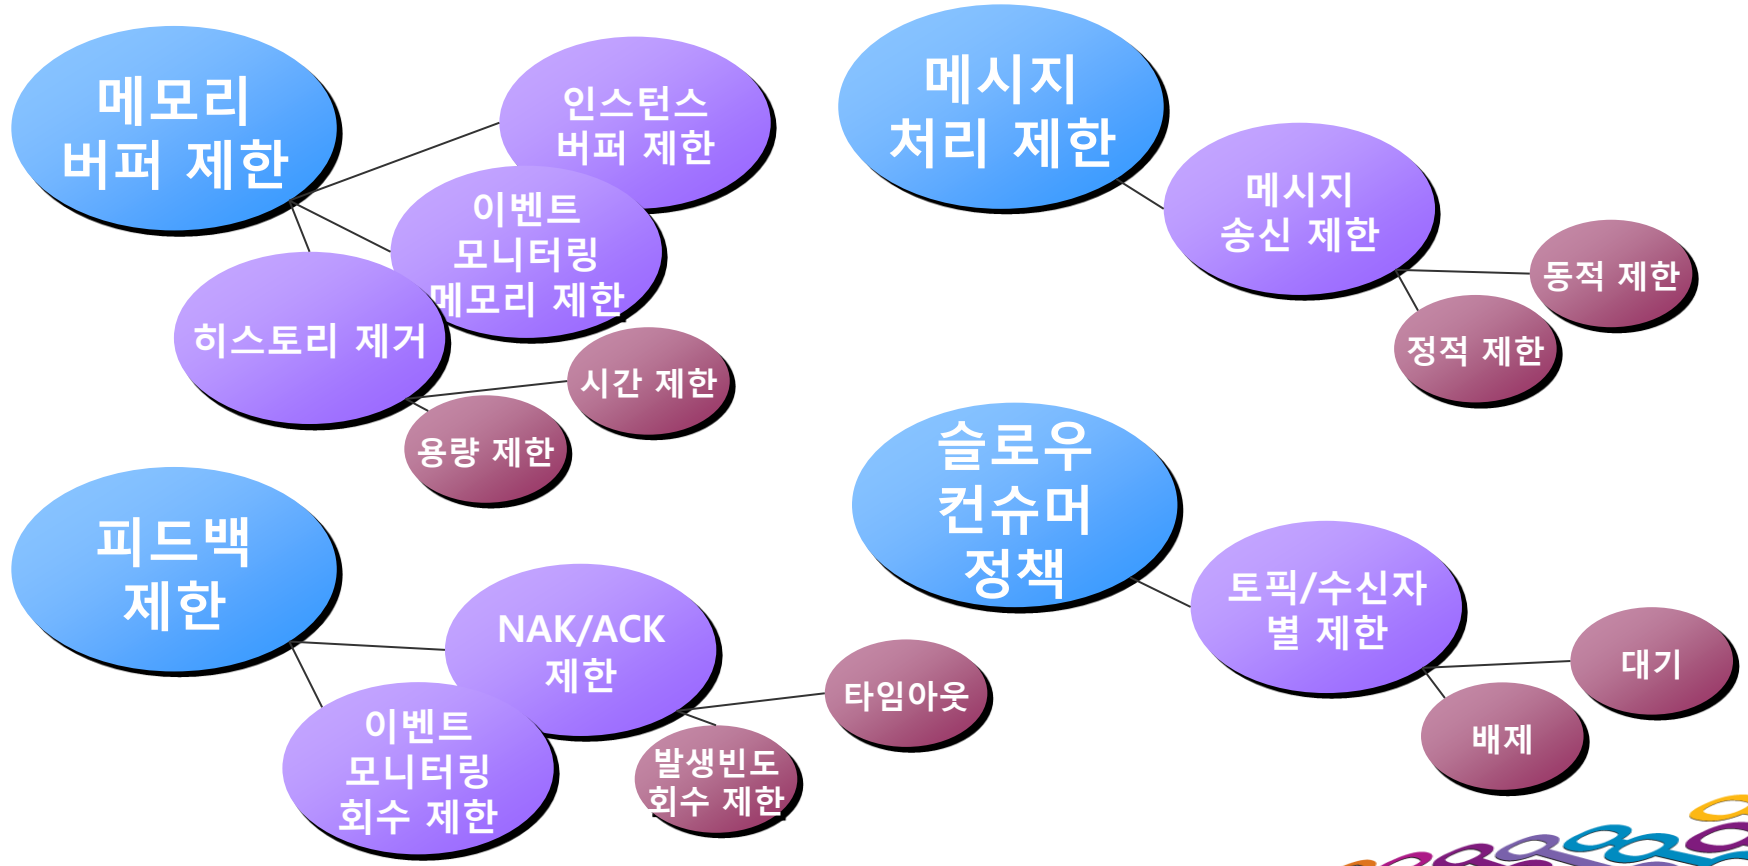 메모리
버퍼 제한
인스턴스
버퍼 제한
이벤트
모니터링
메모리 제한
히스토리 제거
시간 제한
용량 제한
피드백
제한
NAK/ACK
제한
이벤트
모니터링
회수 제한
타임아웃
발생빈도
회수 제한
메시지
처리 제한
메시지
송신 제한
동적 제한
정적 제한
슬로우
컨슈머
정책
토픽/수신자
별 제한
대기
배제